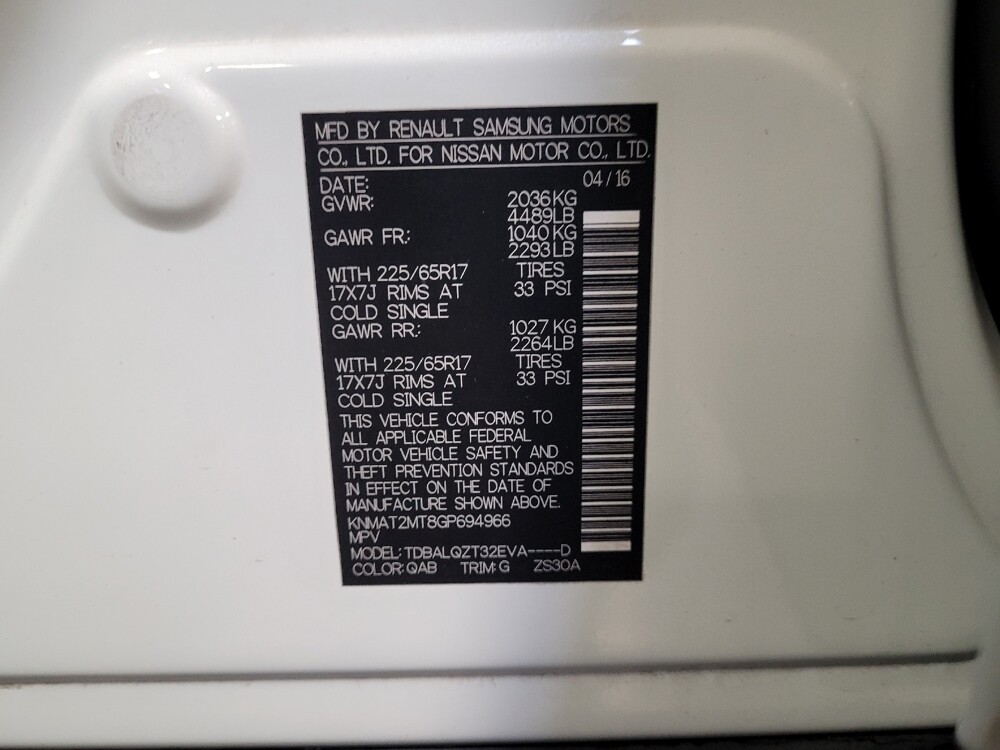 MFD BY RENAULT SAMSUNG MOTORS
CO., LTD. FOR NISSAN MOTOR CO., LTD.
DATE: 04/16
GVWR: 2036KG
4489LB
GAWR FR: 1040KG
2293LB
WITH 225/65R17 TIRES
17X7J RIMS AT 33 PSI
COLD SINGLE
GAWR RR: 1027KG
2264LB
WITH 225/65R17 TIRES
17X7J RIMS AT 33 PSI
COLD SINGLE
THIS VEHICLE CONFORMS TO
ALL APPLICABLE FEDERAL
MOTOR VEHICLE SAFETY AND
THEFT PREVENTION STANDARDS
IN EFFECT ON THE DATE OF
MANUFACTURE SHOWN ABOVE.
KNMAT2MT8GP694966
MPV
MODEL: TDBALQZT32EVA----D
COLOR: QAB TRIM: G ZS30A